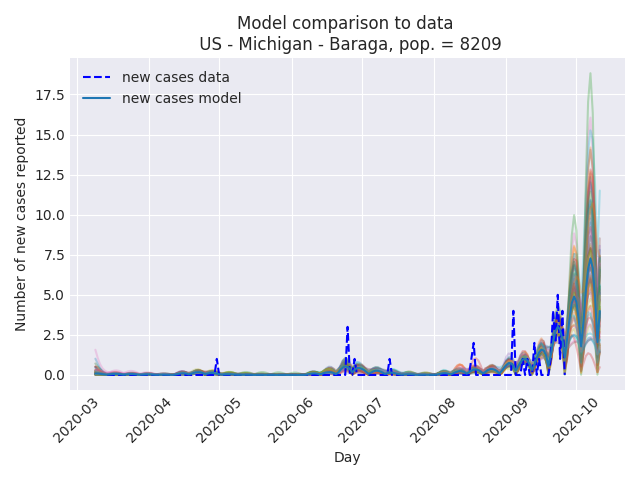 Model comparison to data
US - Michigan - Baraga, pop. = 8209
new cases data
new cases model
Number of new cases reported
17.5
15.0
12.5
10.0
7.5
5.0
2.5
0.0
2020-03
2020-04
2020-05
2020-06
2020-07
2020-08
2020-09
2020-10
Day